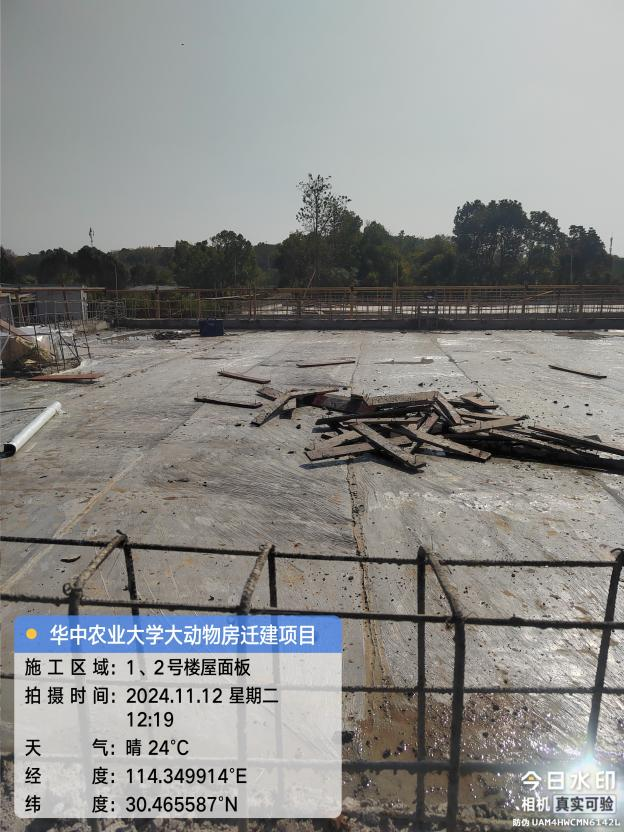 华中农业大学大动物房迁建项目
施工区域：1、2号楼屋面板
拍摄时间：2024.11.12 星期二
12:19
天气：晴 24℃
经度：114.349914°E
纬度：30.465587°N
今日水印
相机 真实可验
防伪 UAM4HWCMN6142L